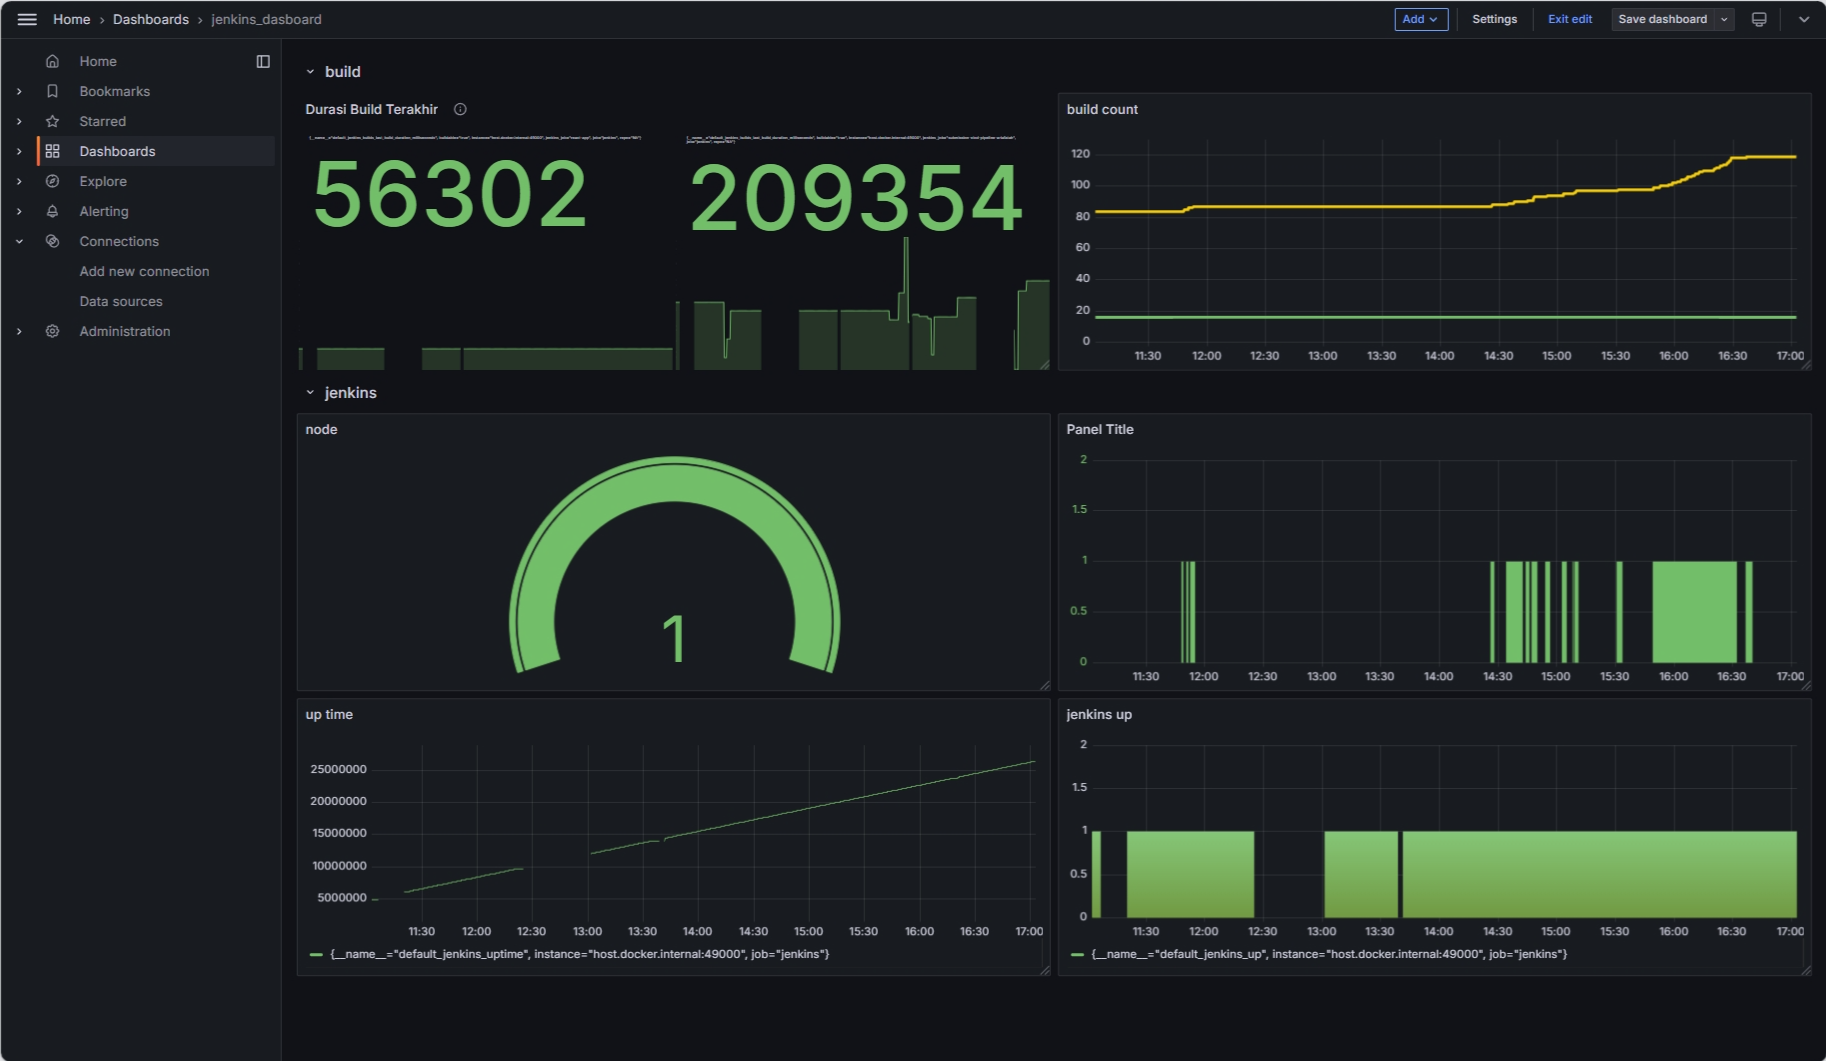 Home › Dashboards › jenkins_dasboard
Add
Settings
Exit edit
Save dashboard
Home
Bookmarks
Starred
Dashboards
Explore
Alerting
Connections
Add new connection
Data sources
Administration
build
Durasi Build Terakhir
56302
209354
build count
120
100
80
60
40
20
0
11:30 12:00 12:30 13:00 13:30 14:00 14:30 15:00 15:30 16:00 16:30 17:00
jenkins
node
1
Panel Title
2
1.5
1
0.5
0
11:30 12:00 12:30 13:00 13:30 14:00 14:30 15:00 15:30 16:00 16:30 17:00
up time
25000000
20000000
15000000
10000000
5000000
11:30 12:00 12:30 13:00 13:30 14:00 14:30 15:00 15:30 16:00 16:30 17:00
{__name__="default_jenkins_uptime", instance="host.docker.internal:49000", job="jenkins"}
jenkins up
2
1.5
1
0.5
0
11:30 12:00 12:30 13:00 13:30 14:00 14:30 15:00 15:30 16:00 16:30 17:00
{__name__="default_jenkins_up", instance="host.docker.internal:49000", job="jenkins"}